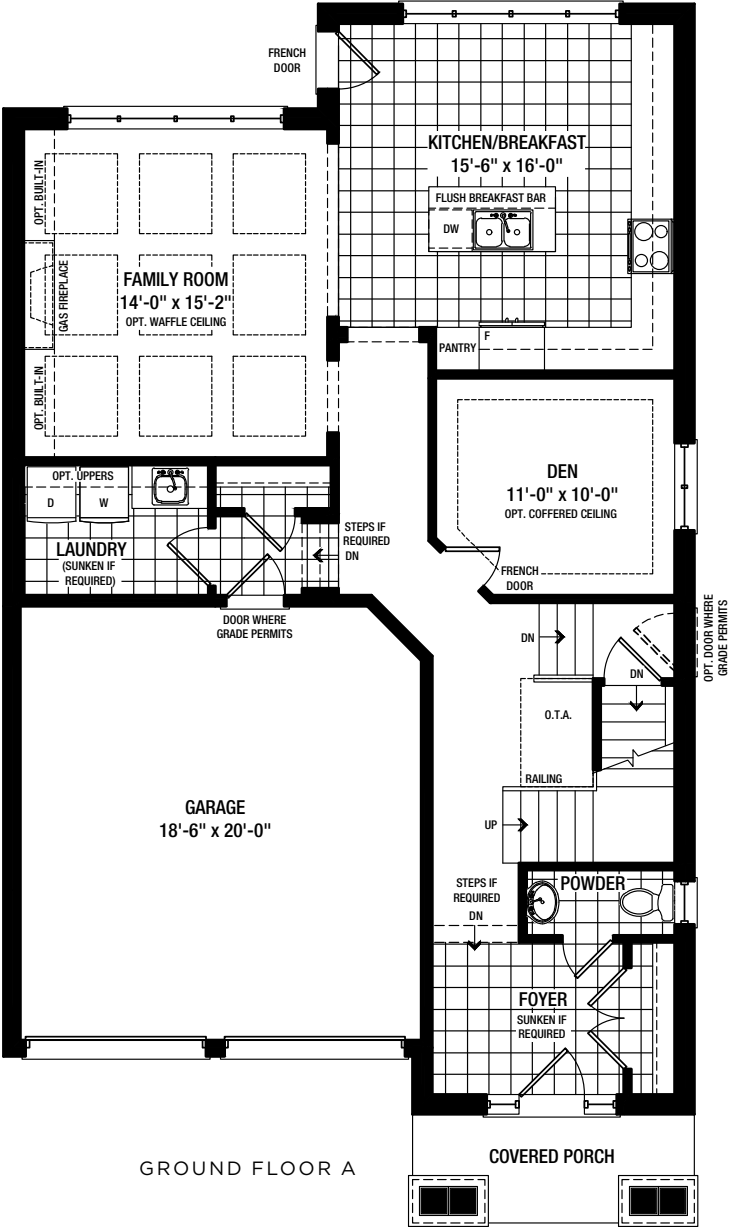 FRENCH
DOOR
KITCHEN/BREAKFAST
15'-6" x 16'-0"
FLUSH BREAKFAST BAR
DW
OPT. BUILT-IN
GAS FIREPLACE
FAMILY ROOM
14'-0" x 15'-2"
OPT. WAFFLE CEILING
OPT. BUILT-IN
PANTRY
F
DEN
11'-0" x 10'-0"
OPT. COFFERED CEILING
FRENCH
DOOR
OPT. UPPERS
D
W
LAUNDRY
(SUNKEN IF
REQUIRED)
STEPS IF
REQUIRED
DN
DOOR WHERE
GRADE PERMITS
DN
DN
OPT. DOOR WHERE
GRADE PERMITS
O.T.A.
RAILING
UP
GARAGE
18'-6" x 20'-0"
STEPS IF
REQUIRED
DN
POWDER
FOYER
SUNKEN IF
REQUIRED
COVERED PORCH
GROUND FLOOR A